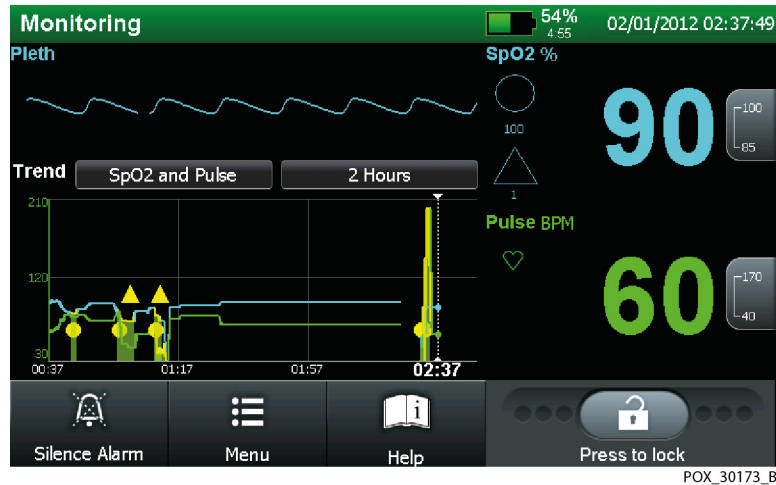 Monitoring
54%
4:55
02/01/2012 02:37:49
Pleth
SpO2 %
100
1
90
100
85
Trend
SpO2 and Pulse
2 Hours
210
120
30
00:37
01:17
01:57
02:37
Pulse BPM
60
170
40
Silence Alarm
Menu
i
Help
Press to lock
POX_30173_B